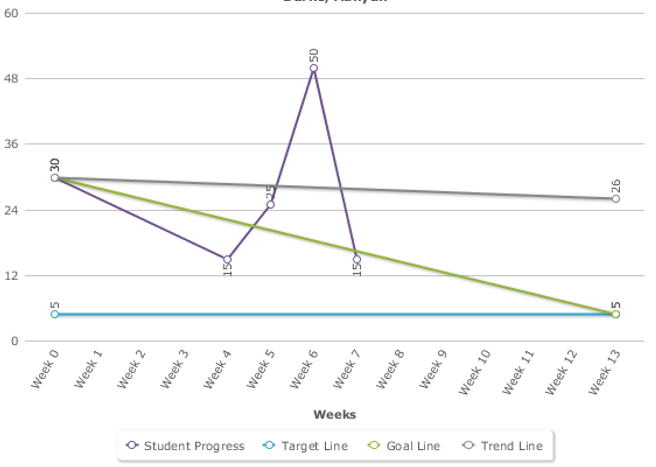 60
50
48
36
30
25
26
24
15
15
12
5
5
0
Week 0
Week 1
Week 2
Week 3
Week 4
Week 5
Week 6
Week 7
Week 8
Week 9
Week 10
Week 11
Week 12
Week 13
Weeks
Student Progress
Target Line
Goal Line
Trend Line